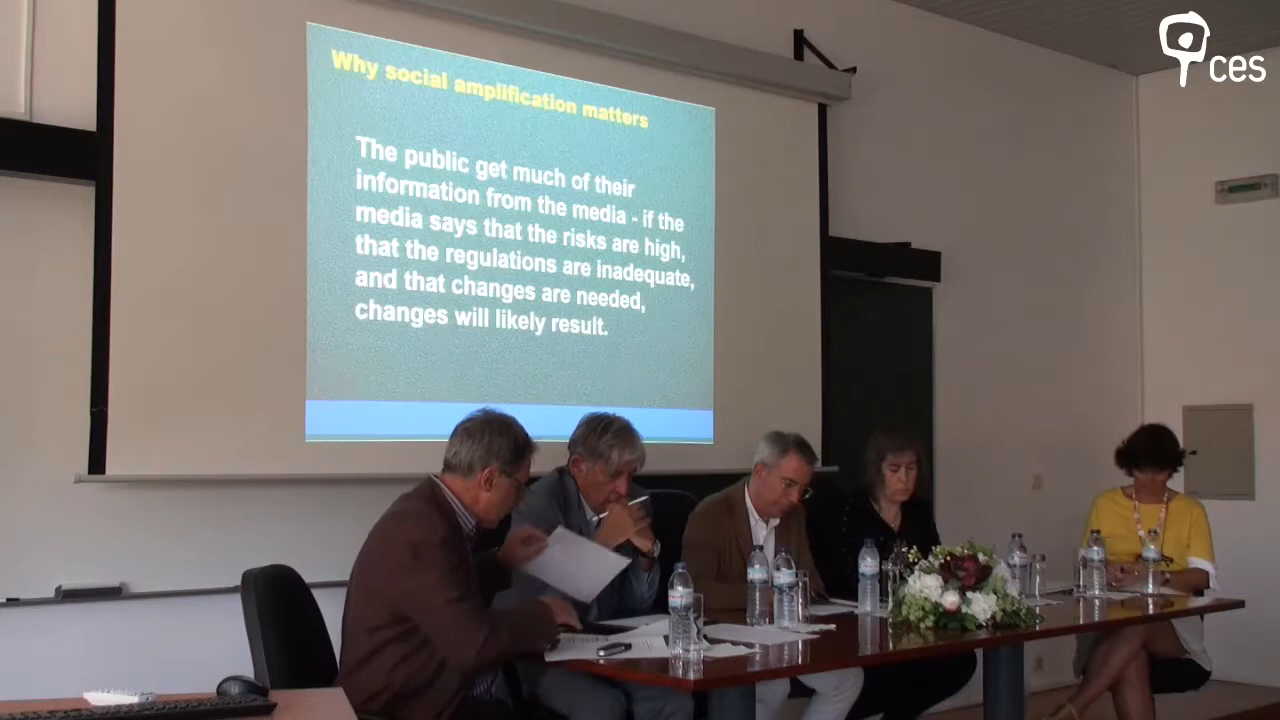 Why social amplification matters
The public get much of their
information from the media - if the
media says that the risks are high,
that the regulations are inadequate,
and that changes are needed,
changes will likely result.
ces